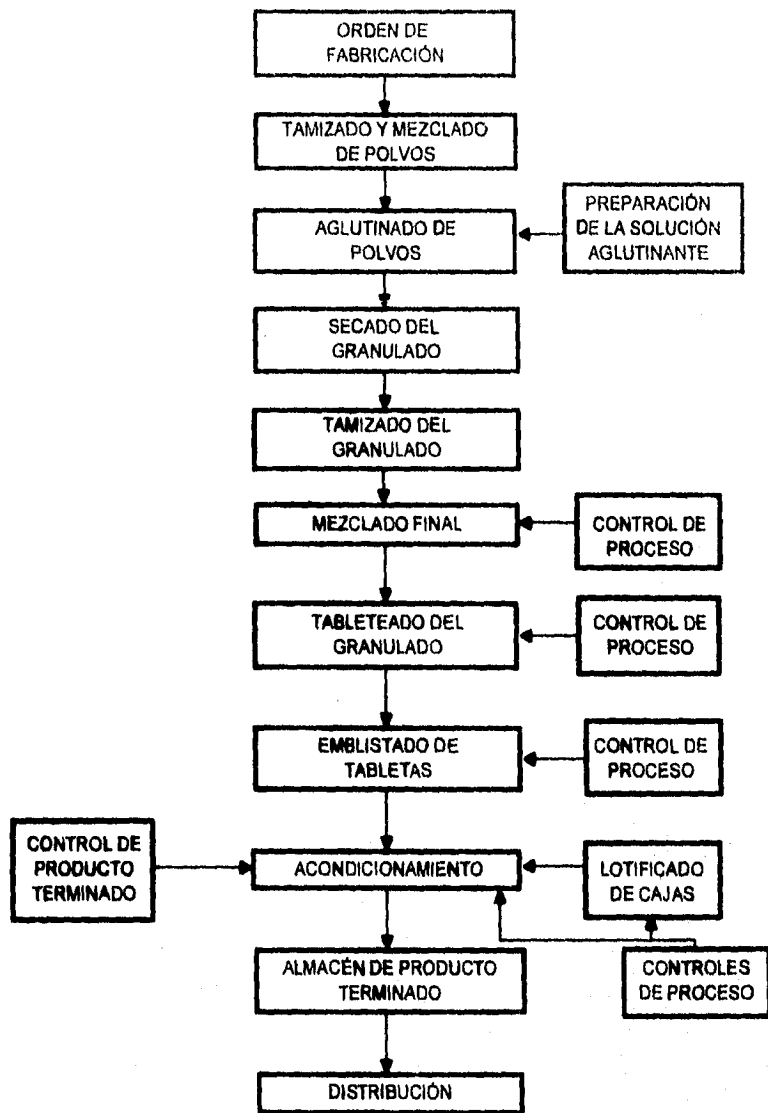 ORDEN DE
FABRICACIÓN
TAMIZADO Y MEZCLADO
DE POLVOS
AGLUTINADO DE
POLVOS
PREPARACIÓN
DE LA SOLUCIÓN
AGLUTINANTE
SECADO DEL
GRANULADO
TAMIZADO DEL
GRANULADO
MEZCLADO FINAL
CONTROL DE
PROCESO
TABLETEADO DEL
GRANULADO
CONTROL DE
PROCESO
EMBLISTADO DE
TABLETAS
CONTROL DE
PROCESO
CONTROL DE
PRODUCTO
TERMINADO
ACONDICIONAMIENTO
LOTIFICADO
DE CAJAS
ALMACÉN DE PRODUCTO
TERMINADO
CONTROLES
DE PROCESO
DISTRIBUCIÓN